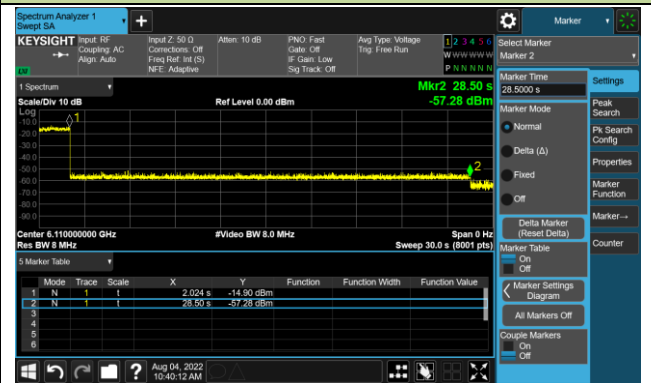 Spectrum Analyzer 1
Swept SA
Marker
KEYSIGHT Input: RF Input Z: 50 Ω Atten: 10 dB PNO: Fast Avg Type: Voltage 1 2 3 4 5 6
Coupling: AC Corrections: Off Gate: Off Trig: Free Run W W W W W W
Align: Auto Freq Ref: Int (S) IF Gain: Low P N N N N N
NFE: Adaptive Sig Track: Off
LXI
Select Marker
Marker 2
1 Spectrum Mkr2 28.50 s
Scale/Div 10 dB Ref Level 0.00 dBm -57.28 dBm
Log
-10.0
-20.0
-30.0
-40.0
-50.0
-60.0
-70.0
-80.0
-90.0
1
2
Center 6.110000000 GHz #Video BW 8.0 MHz Span 0 Hz
Res BW 8 MHz Sweep 30.0 s (8001 pts)
5 Marker Table
Mode Trace Scale X Y Function Function Width Function Value
1 N 1 t 2.024 s -14.90 dBm
2 N 1 t 28.50 s -57.28 dBm
3
4
5
6
Marker Time
28.5000 s
Marker Mode
Normal
Delta (Δ)
Fixed
Off
Delta Marker
(Reset Delta)
Marker Table
On
Off
Marker Settings
Diagram
All Markers Off
Couple Markers
On
Off
Settings
Peak
Search
Pk Search
Config
Properties
Marker
Function
Marker→
Counter
? Aug 04, 2022
10:40:12 AM